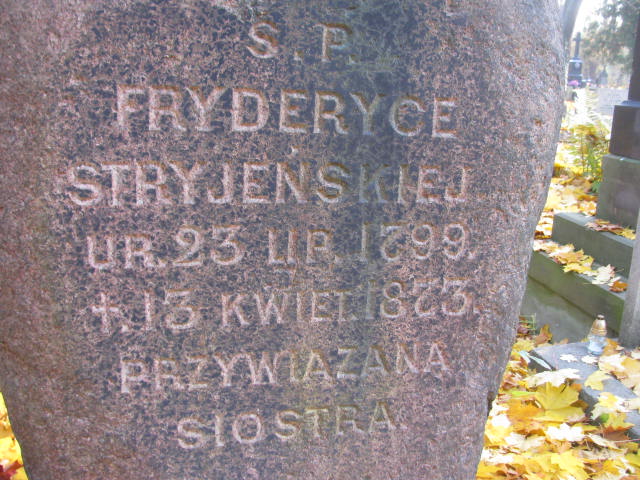 Ś. P.
FRYDERYCE
STRYJEŃSKIEJ
UR. 23 LIP. 1799.
†. 13 KWIET. 1873.
PRZYWIĄZANA
SIOSTRA